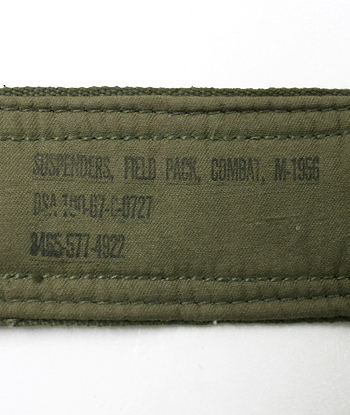 SUSPENDERS, FIELD PACK, COMBAT, M-1956
DSA 100-67-C-0727
8465-577-4922